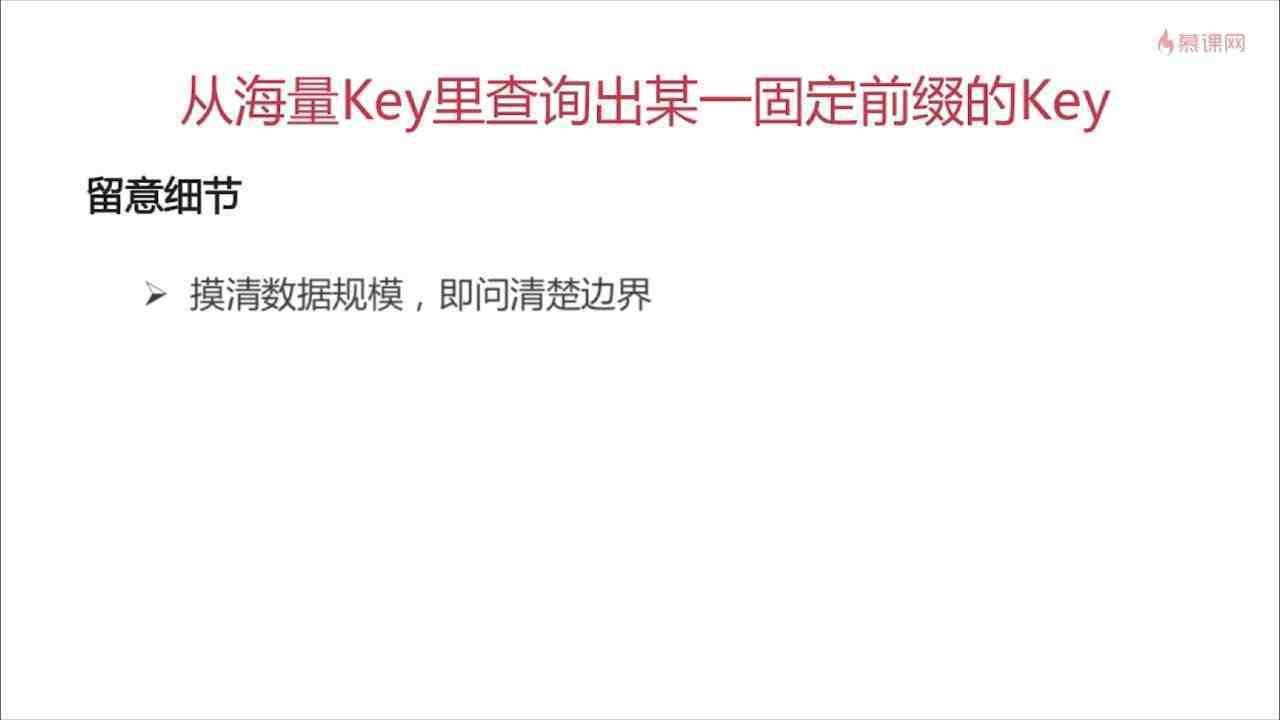 慕课网
从海量Key里查询出某一固定前缀的Key
留意细节
摸清数据规模，即问清楚边界